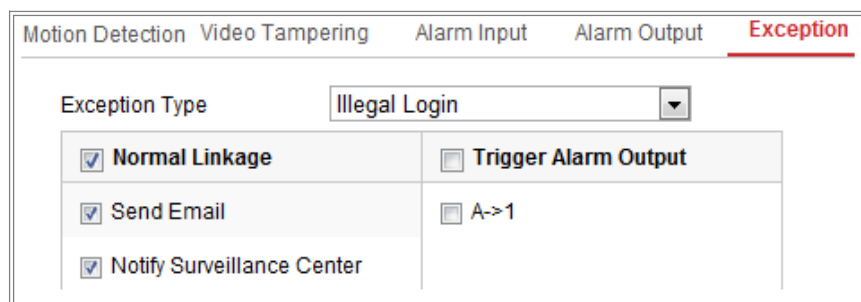 Motion Detection Video Tampering Alarm Input Alarm Output Exception
Exception Type Illegal Login
Normal Linkage Trigger Alarm Output
Send Email A->1
Notify Surveillance Center